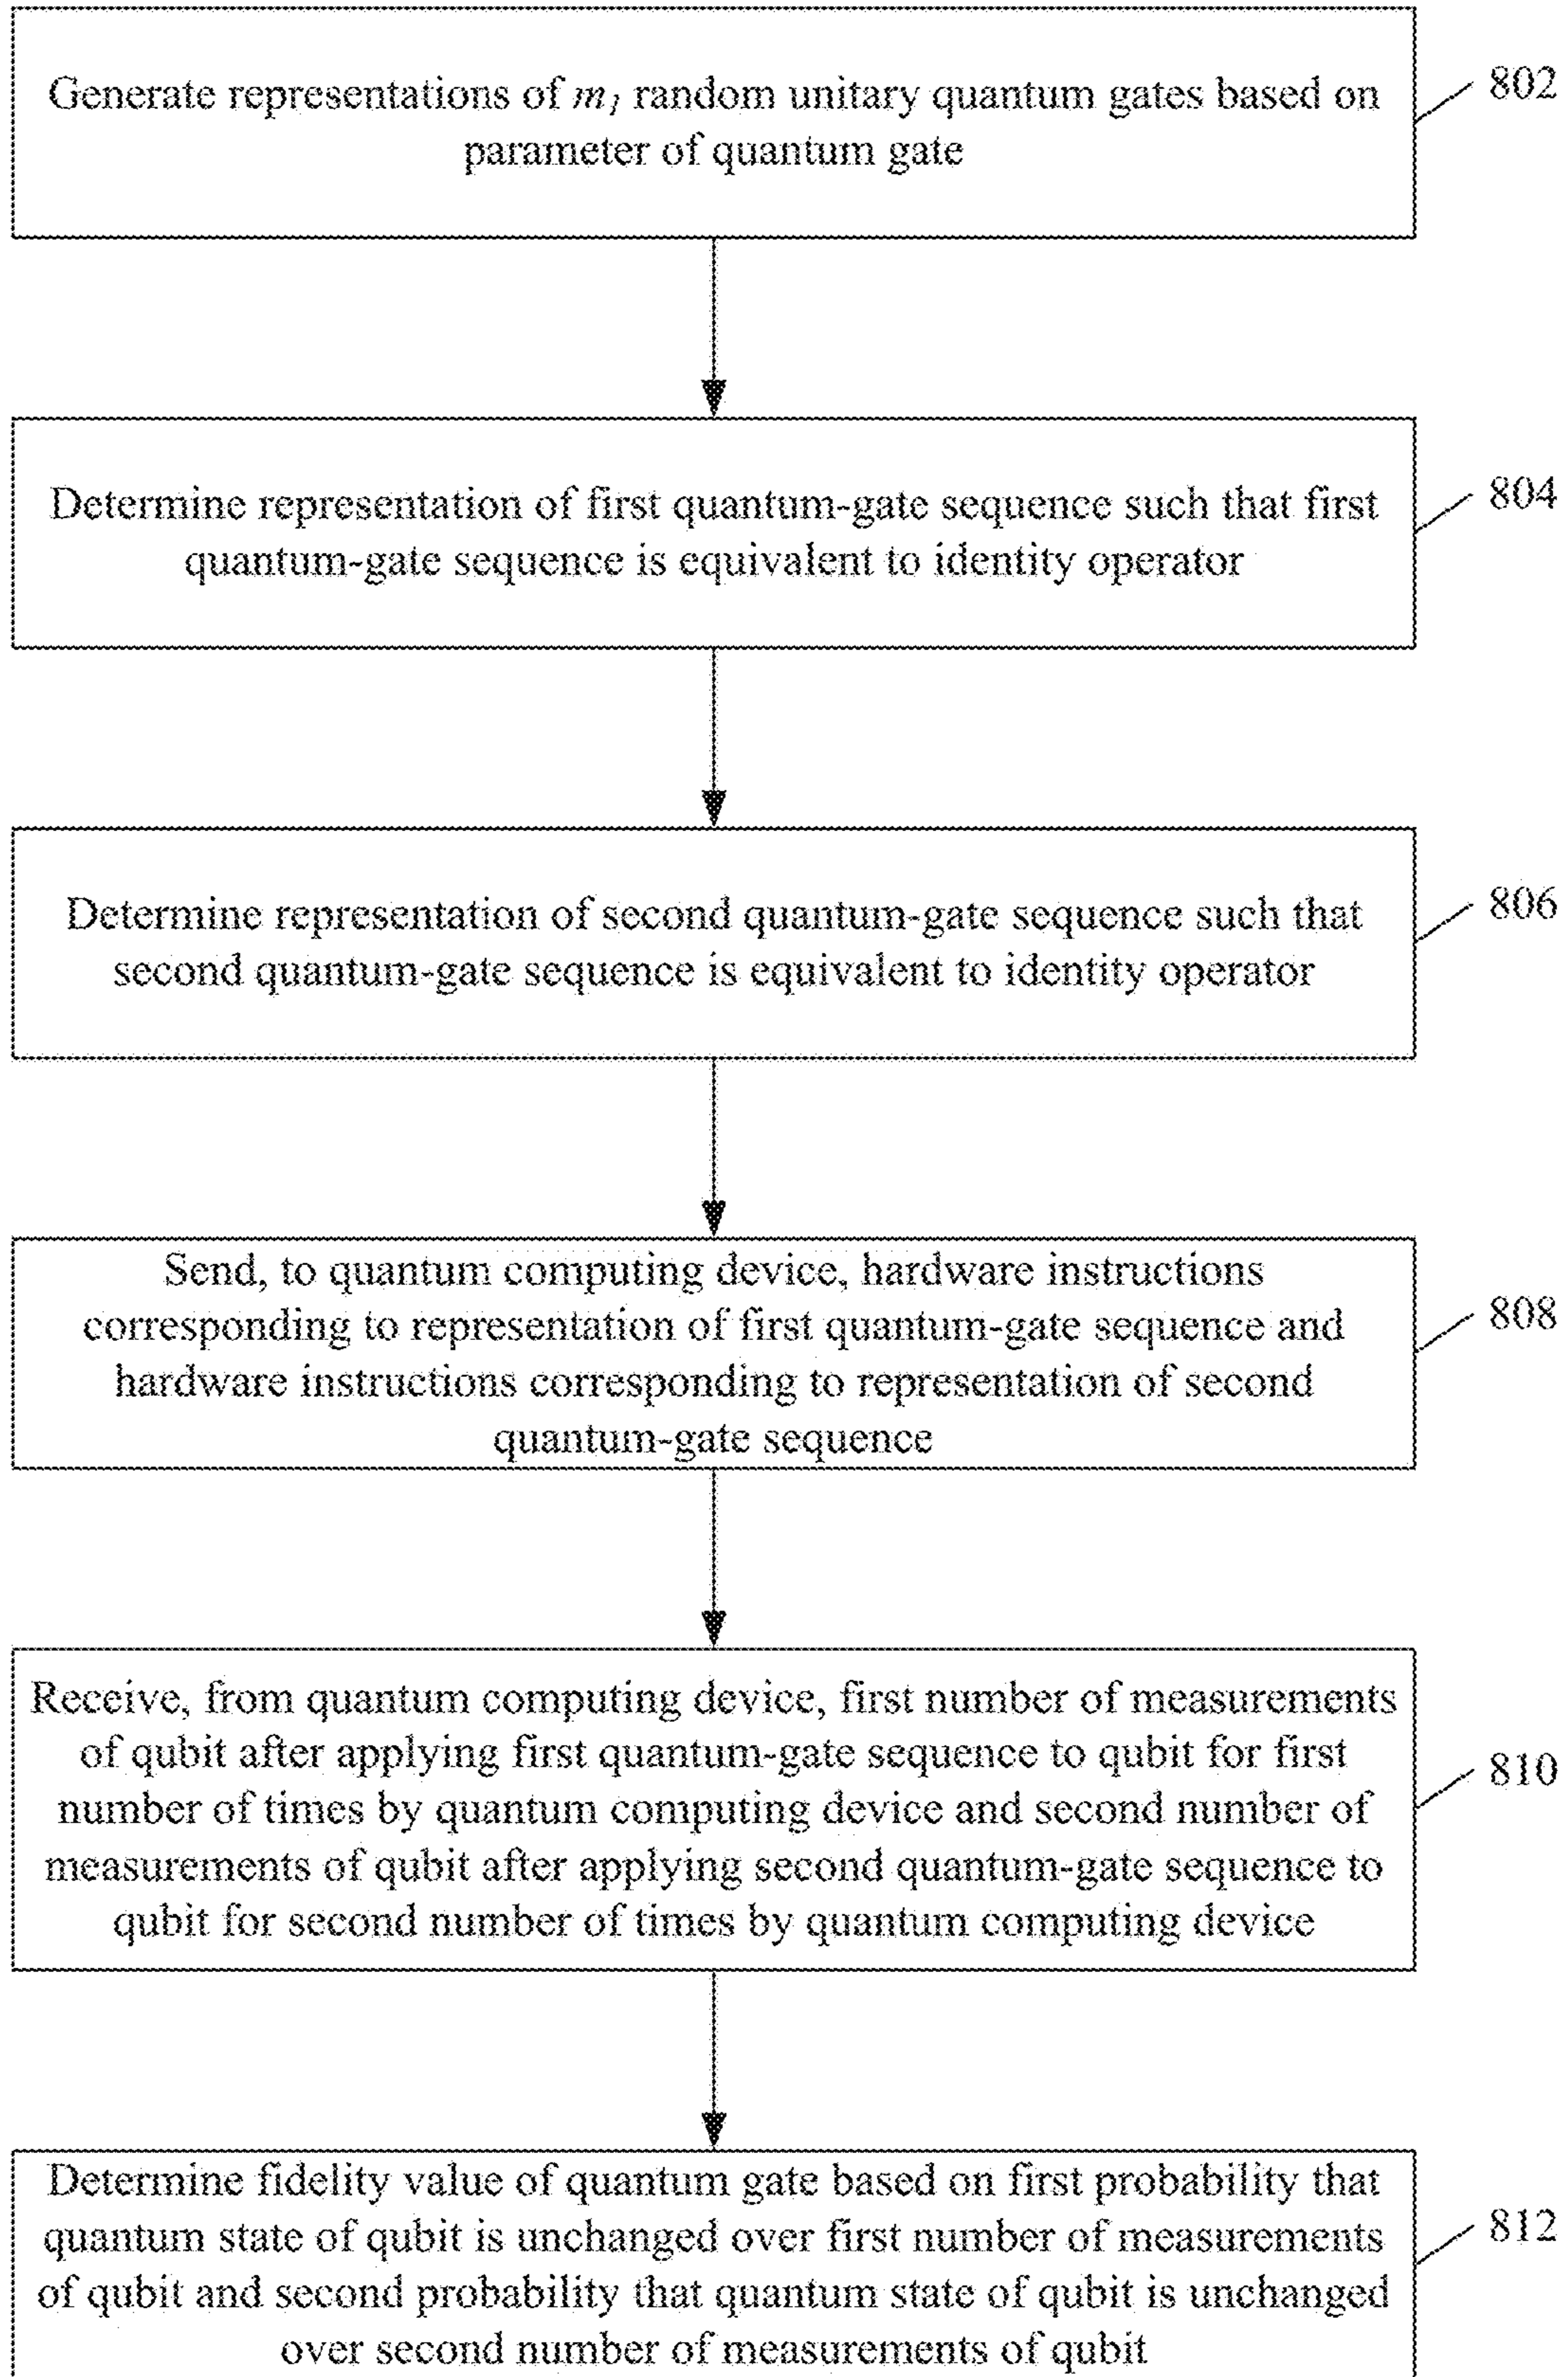 Generate representations of m₁ random unitary quantum gates based on
parameter of quantum gate
802
Determine representation of first quantum-gate sequence such that first
quantum-gate sequence is equivalent to identity operator
804
Determine representation of second quantum-gate sequence such that
second quantum-gate sequence is equivalent to identity operator
806
Send, to quantum computing device, hardware instructions
corresponding to representation of first quantum-gate sequence and
hardware instructions corresponding to representation of second
quantum-gate sequence
808
Receive, from quantum computing device, first number of measurements
of qubit after applying first quantum-gate sequence to qubit for first
number of times by quantum computing device and second number of
measurements of qubit after applying second quantum-gate sequence to
qubit for second number of times by quantum computing device
810
Determine fidelity value of quantum gate based on first probability that
quantum state of qubit is unchanged over first number of measurements
of qubit and second probability that quantum state of qubit is unchanged
over second number of measurements of qubit
812